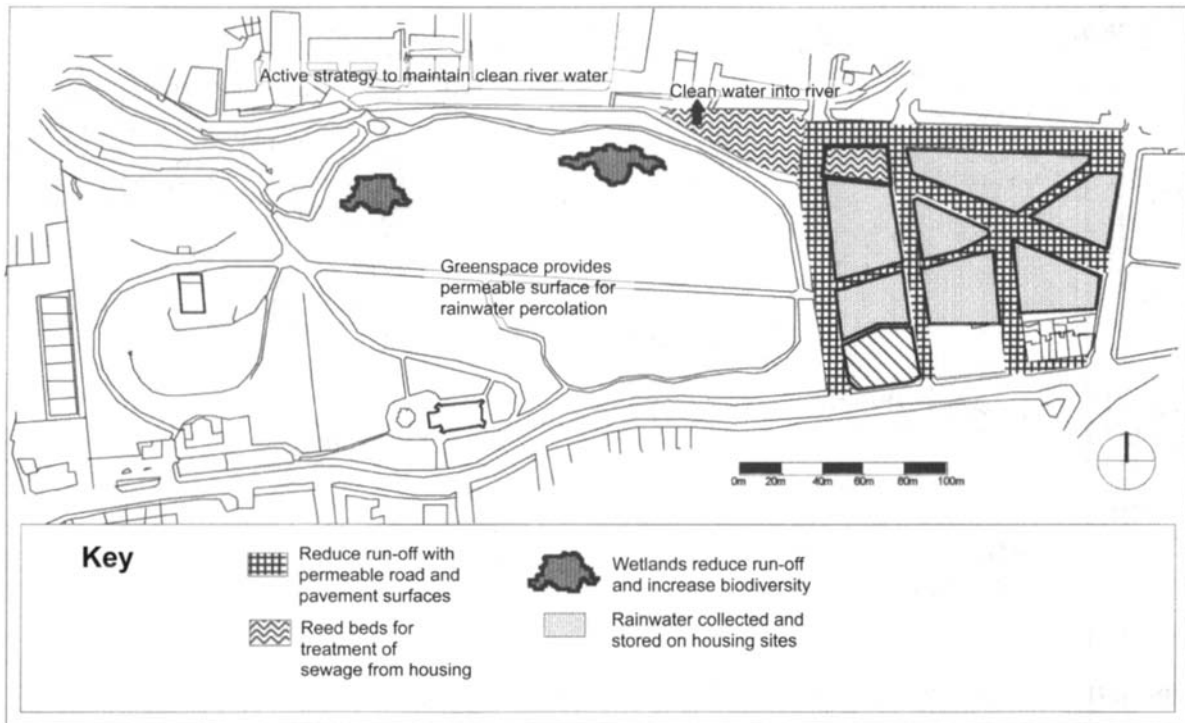 Active strategy to maintain clean river water
Clean water into river
Greenspace provides
permeable surface for
rainwater percolation
0m 20m 40m 60m 80m 100m
Key
Reduce run-off with
permeable road and
pavement surfaces
Reed beds for
treatment of
sewage from housing
Wetlands reduce run-off
and increase biodiversity
Rainwater collected and
stored on housing sites